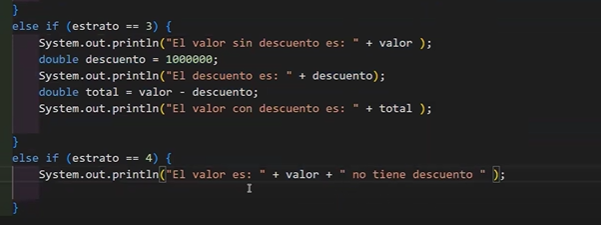 }
else if (estrato == 3) {
System.out.println("El valor sin descuento es: " + valor );
double descuento = 1000000;
System.out.println("El descuento es: " + descuento);
double total = valor - descuento;
System.out.println("El valor con descuento es: " + total );
}
else if (estrato == 4) {
System.out.println("El valor es: " + valor + " no tiene descuento " );
}